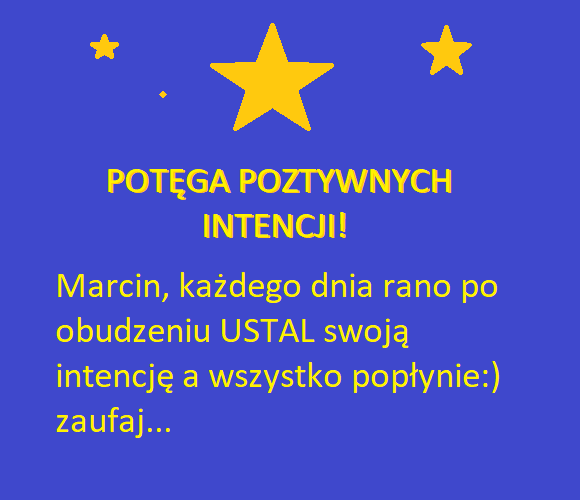 POTĘGA POZTYWNYCH
INTENCJI!
Marcin, każdego dnia rano po
obudzeniu USTAL swoją
intencję a wszystko popłynie:)
zaufaj...